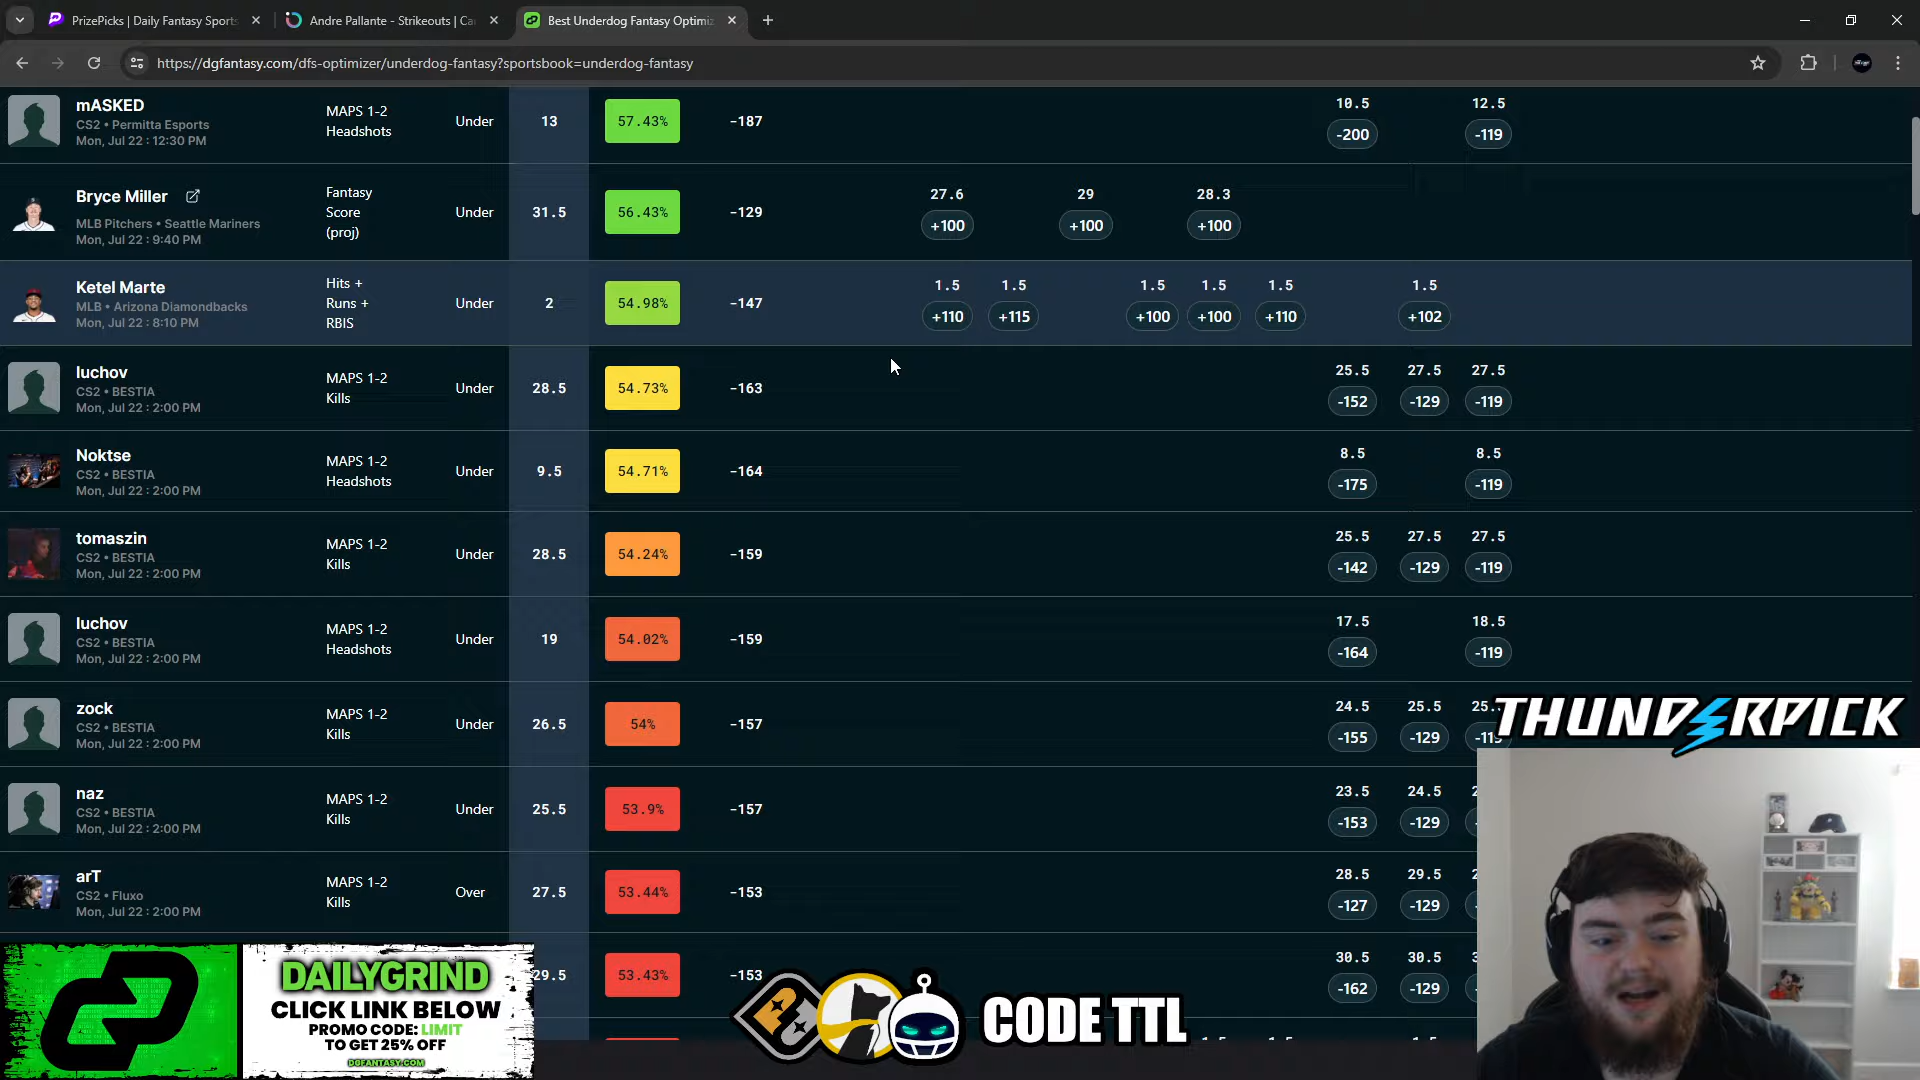 PrizePicks | Daily Fantasy Sport
Andre Pallante - Strikeouts | Ca
Best Underdog Fantasy Optimi
https://dgfantasy.com/dfs-optimizer/underdog-fantasy?sportsbook=underdog-fantasy
mASKED
CS2 • Permitta Esports
Mon, Jul 22 : 12:30 PM
MAPS 1-2
Headshots
Under
13
57.43%
-187
10.5
-200
12.5
-119
Bryce Miller
MLB Pitchers • Seattle Mariners
Mon, Jul 22 : 9:40 PM
Fantasy
Score
(proj)
Under
31.5
56.43%
-129
27.6
+100
29
+100
28.3
+100
Ketel Marte
MLB • Arizona Diamondbacks
Mon, Jul 22 : 8:10 PM
Hits +
Runs +
RBIS
Under
2
54.98%
-147
1.5
+110
1.5
+115
1.5
+100
1.5
+100
1.5
+110
1.5
+102
luchov
CS2 • BESTIA
Mon, Jul 22 : 2:00 PM
MAPS 1-2
Kills
Under
28.5
54.73%
-163
25.5
-152
27.5
-129
27.5
-119
Noktse
CS2 • BESTIA
Mon, Jul 22 : 2:00 PM
MAPS 1-2
Headshots
Under
9.5
54.71%
-164
8.5
-175
8.5
-119
tomaszin
CS2 • BESTIA
Mon, Jul 22 : 2:00 PM
MAPS 1-2
Kills
Under
28.5
54.24%
-159
25.5
-142
27.5
-129
27.5
-119
luchov
CS2 • BESTIA
Mon, Jul 22 : 2:00 PM
MAPS 1-2
Headshots
Under
19
54.02%
-159
17.5
-164
18.5
-119
zock
CS2 • BESTIA
Mon, Jul 22 : 2:00 PM
MAPS 1-2
Kills
Under
26.5
54%
-157
24.5
-155
25.5
-129
THUNDERPICK
naz
CS2 • BESTIA
Mon, Jul 22 : 2:00 PM
MAPS 1-2
Kills
Under
25.5
53.9%
-157
23.5
-153
24.5
-129
arT
CS2 • Fluxo
Mon, Jul 22 : 2:00 PM
MAPS 1-2
Kills
Over
27.5
53.44%
-153
28.5
-127
29.5
-129
29.5
53.43%
-153
30.5
-162
30.5
-129
DAILYGRIND
CLICK LINK BELOW
PROMO CODE: LIMIT
TO GET 25% OFF
DGFANTASY.COM
CODE TTL